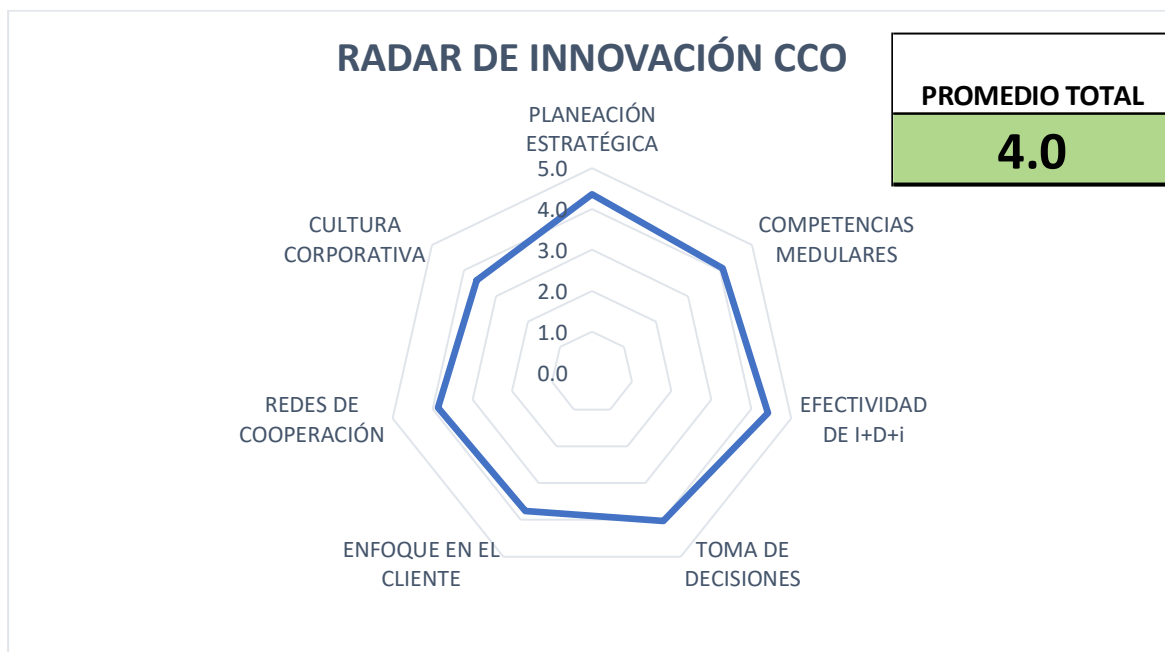 RADAR DE INNOVACIÓN CCO
PROMEDIO TOTAL
4.0
PLANEACIÓN
ESTRATÉGICA
COMPETENCIAS
MEDULARES
EFECTIVIDAD
DE I+D+i
TOMA DE
DECISIONES
ENFOQUE EN EL
CLIENTE
REDES DE
COOPERACIÓN
CULTURA
CORPORATIVA
5.0
4.0
3.0
2.0
1.0
0.0